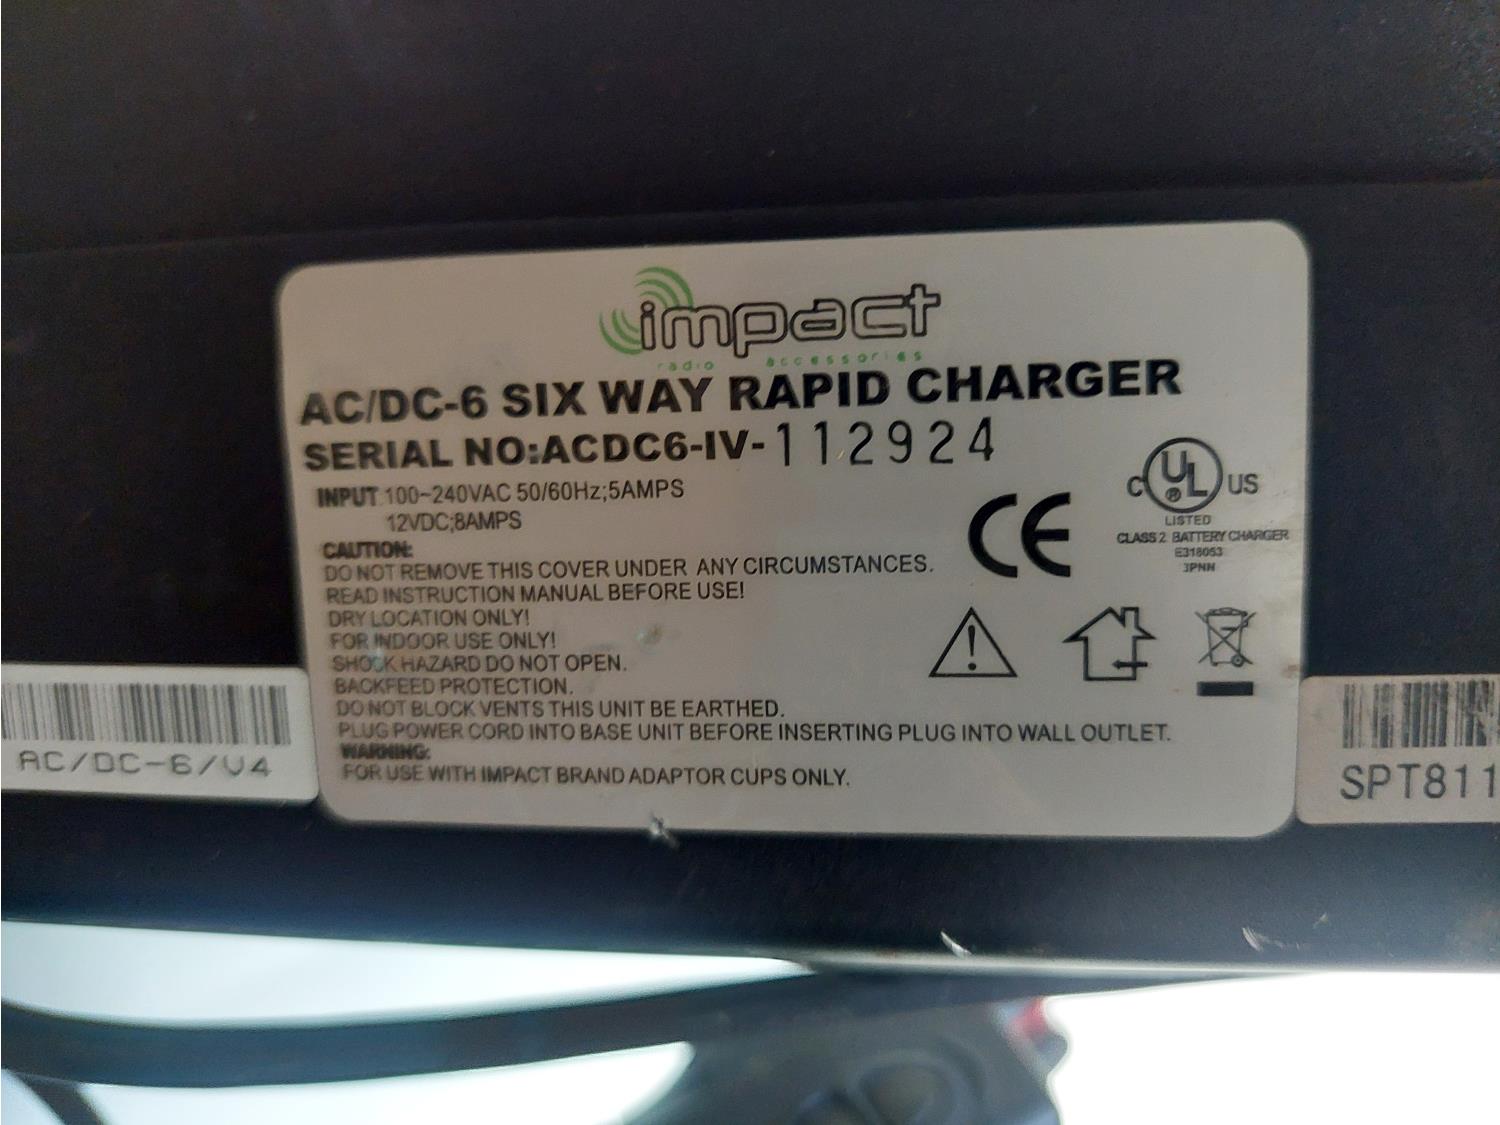 impact
radio accessories
AC/DC-6 SIX WAY RAPID CHARGER
SERIAL NO:ACDC6-IV-112924
INPUT 100~240VAC 50/60Hz;5AMPS
12VDC;8AMPS
CAUTION:
DO NOT REMOVE THIS COVER UNDER ANY CIRCUMSTANCES.
READ INSTRUCTION MANUAL BEFORE USE!
DRY LOCATION ONLY!
FOR INDOOR USE ONLY!
SHOCK HAZARD DO NOT OPEN.
BACKFEED PROTECTION.
DO NOT BLOCK VENTS THIS UNIT BE EARTHED.
PLUG POWER CORD INTO BASE UNIT BEFORE INSERTING PLUG INTO WALL OUTLET.
WARNING:
FOR USE WITH IMPACT BRAND ADAPTOR CUPS ONLY.
CE
C UL ® US
LISTED
CLASS 2 BATTERY CHARGER
E318053
3PNN
AC/DC-6/V4
SPT811